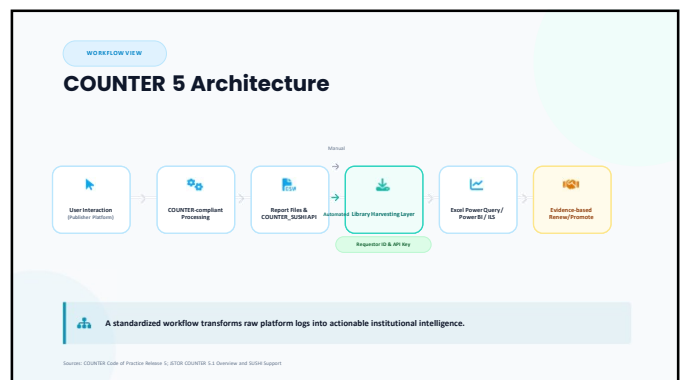 WORKFLOW VIEW
COUNTER 5 Architecture
Manual
User Interaction
(Publisher Platform)
COUNTER-compliant
Processing
Report Files &
COUNTER_SUSHI API
Automated
Library Harvesting Layer
Requestor ID & API Key
Excel Power Query /
Power BI / ILS
Evidence-based
Renew/Promote
A standardized workflow transforms raw platform logs into actionable institutional intelligence.
Sources: COUNTER Code of Practice Release 5; JSTOR COUNTER 5.1 Overview and SUSHI Support